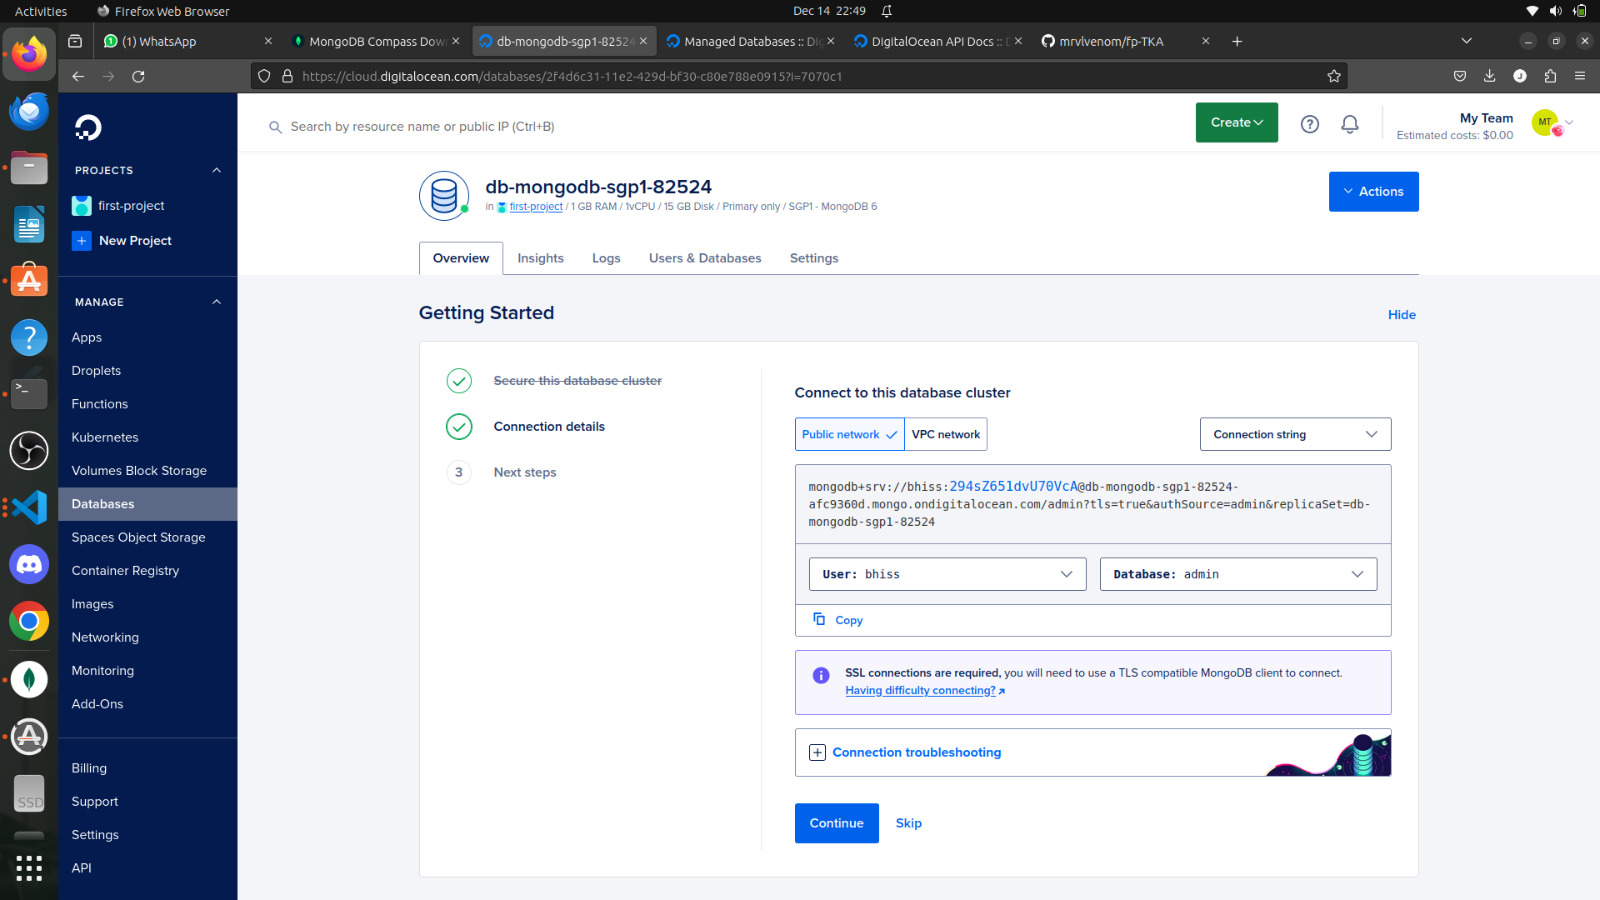 Activities
Firefox Web Browser
Dec 14 22:49
(1) WhatsApp
MongoDB Compass Dow
db-mongodb-sgp1-82524
Managed Databases :: Dig
DigitalOcean API Docs :: D
mrvlvenom/fp-TKA
https://cloud.digitalocean.com/databases/2f4d6c31-11e2-429d-bf30-c80e788e0915?i=7070c1
Search by resource name or public IP (Ctrl+B)
Create
My Team
Estimated costs: $0.00
MT
PROJECTS
first-project
New Project
MANAGE
Apps
Droplets
Functions
Kubernetes
Volumes Block Storage
Databases
Spaces Object Storage
Container Registry
Images
Networking
Monitoring
Add-Ons
Billing
Support
Settings
API
SSD
db-mongodb-sgp1-82524
in first-project / 1 GB RAM / 1vCPU / 15 GB Disk / Primary only / SGP1 - MongoDB 6
Actions
Overview
Insights
Logs
Users & Databases
Settings
Getting Started
Hide
Secure this database cluster
Connection details
3 Next steps
Connect to this database cluster
Public network
VPC network
Connection string
mongodb+srv://bhiss:294sZ651dvU70VcA@db-mongodb-sgp1-82524-
afc9360d.mongo.ondigitalocean.com/admin?tls=true&authSource=admin&replicaSet=db-
mongodb-sgp1-82524
User: bhiss
Database: admin
Copy
SSL connections are required, you will need to use a TLS compatible MongoDB client to connect.
Having difficulty connecting?
Connection troubleshooting
Continue
Skip